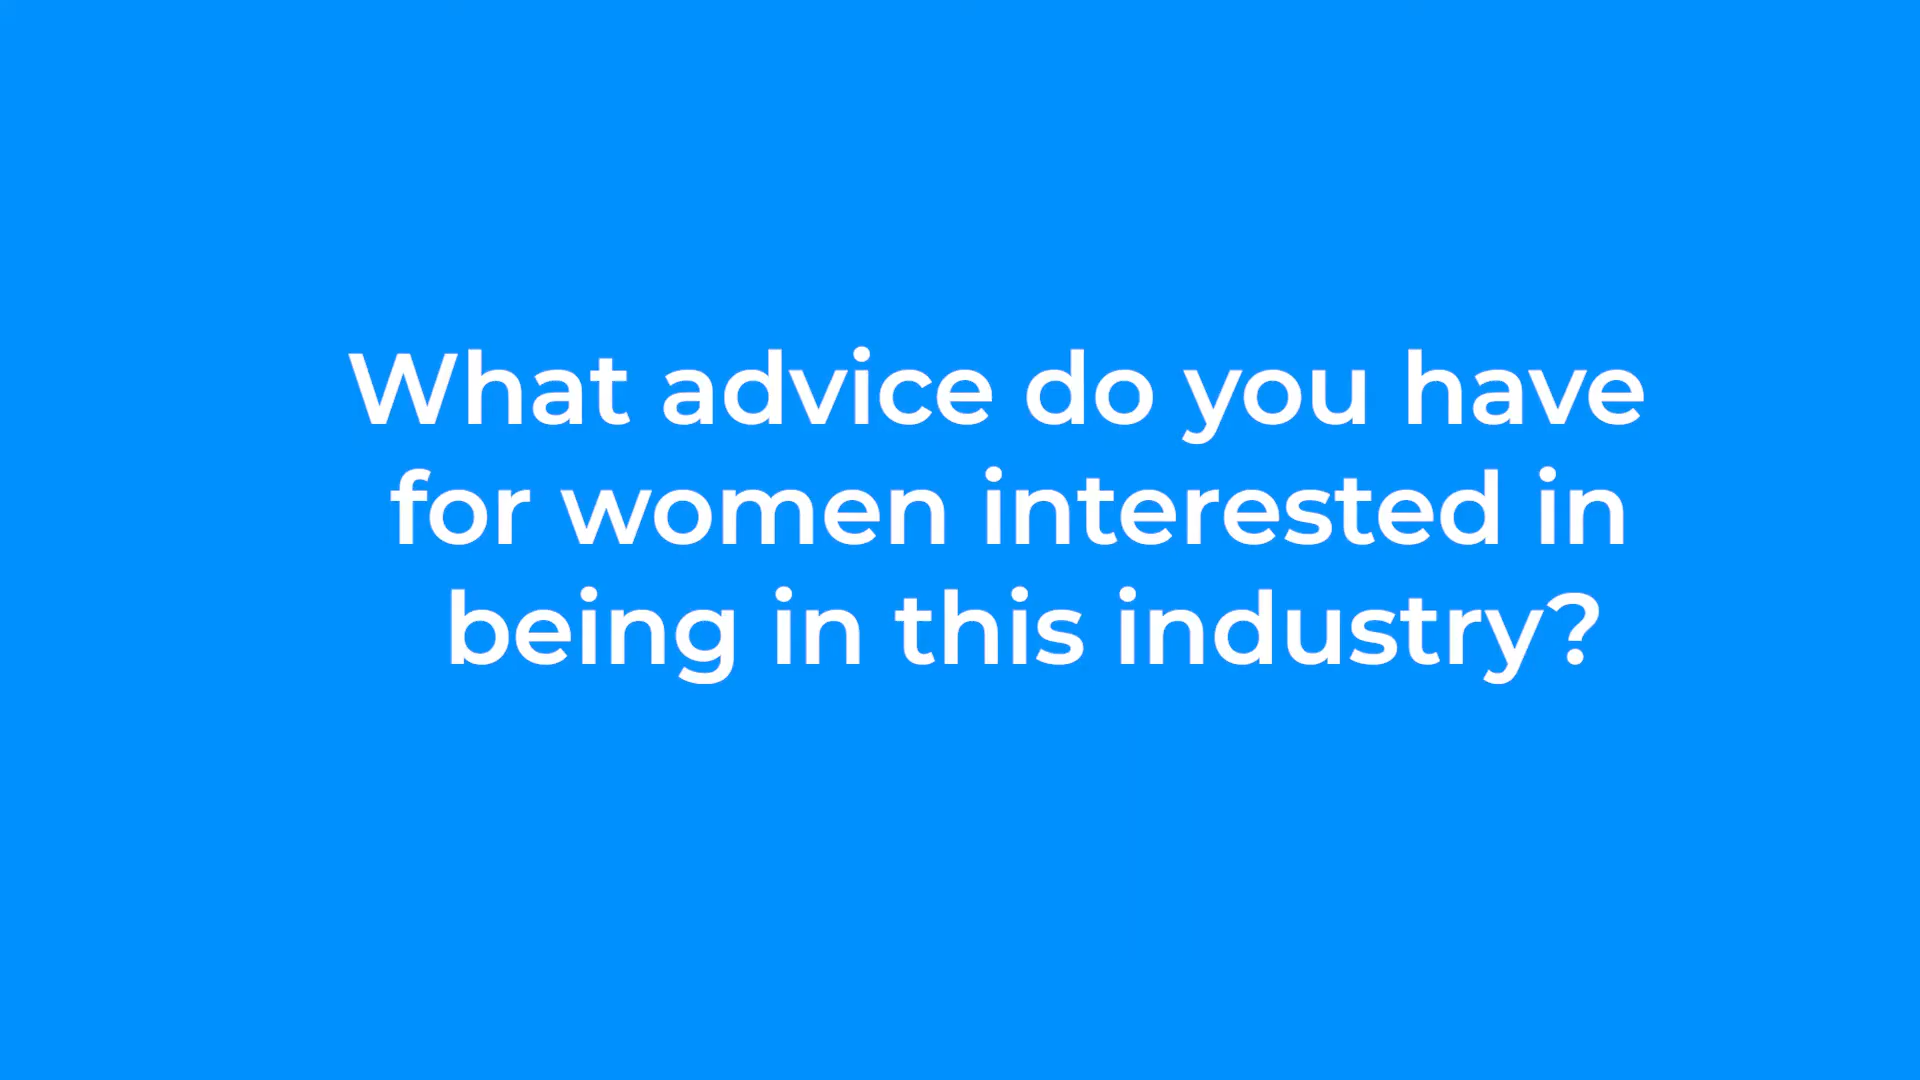 What advice do you have
for women interested in
being in this industry?